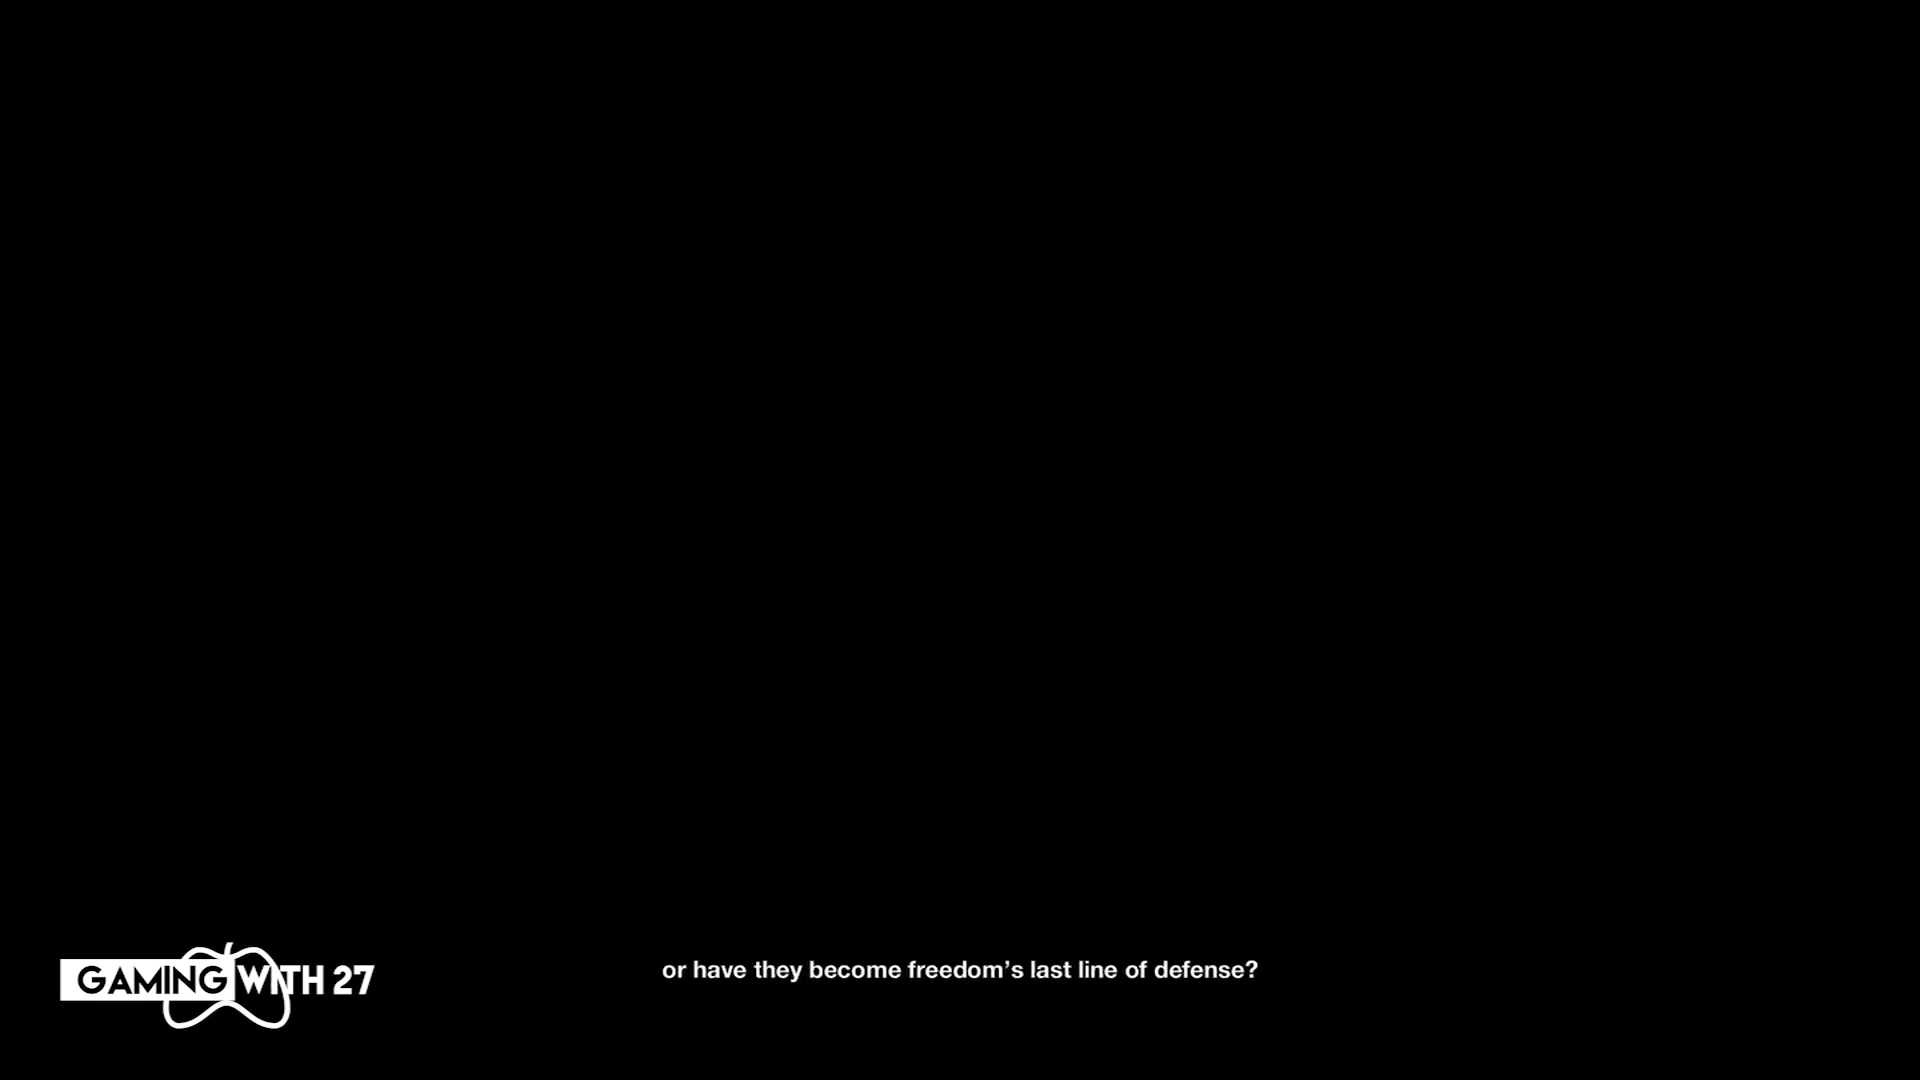 GAMING WITH 27
or have they become freedom’s last line of defense?